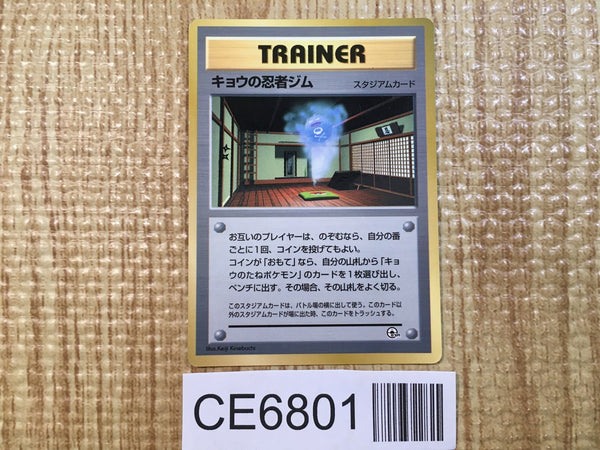 TRAINER
キョウの忍者ジム スタジアムカード
お互いのプレイヤーは、のぞむなら、自分の番
ごとに1回、コインを投げてもよい。
コインが「おもて」なら、自分の山札から「キョ
ウのたねポケモン」のカードを1枚選び出し、
ベンチに出す。その場合、その山札をよく切る。
このスタジアムカードは、バトル場の横に出して使う。このカード以
外のスタジアムカードが場に出た時、このカードをトラッシュする。
Illus.Keiji Kinebuchi
CE6801